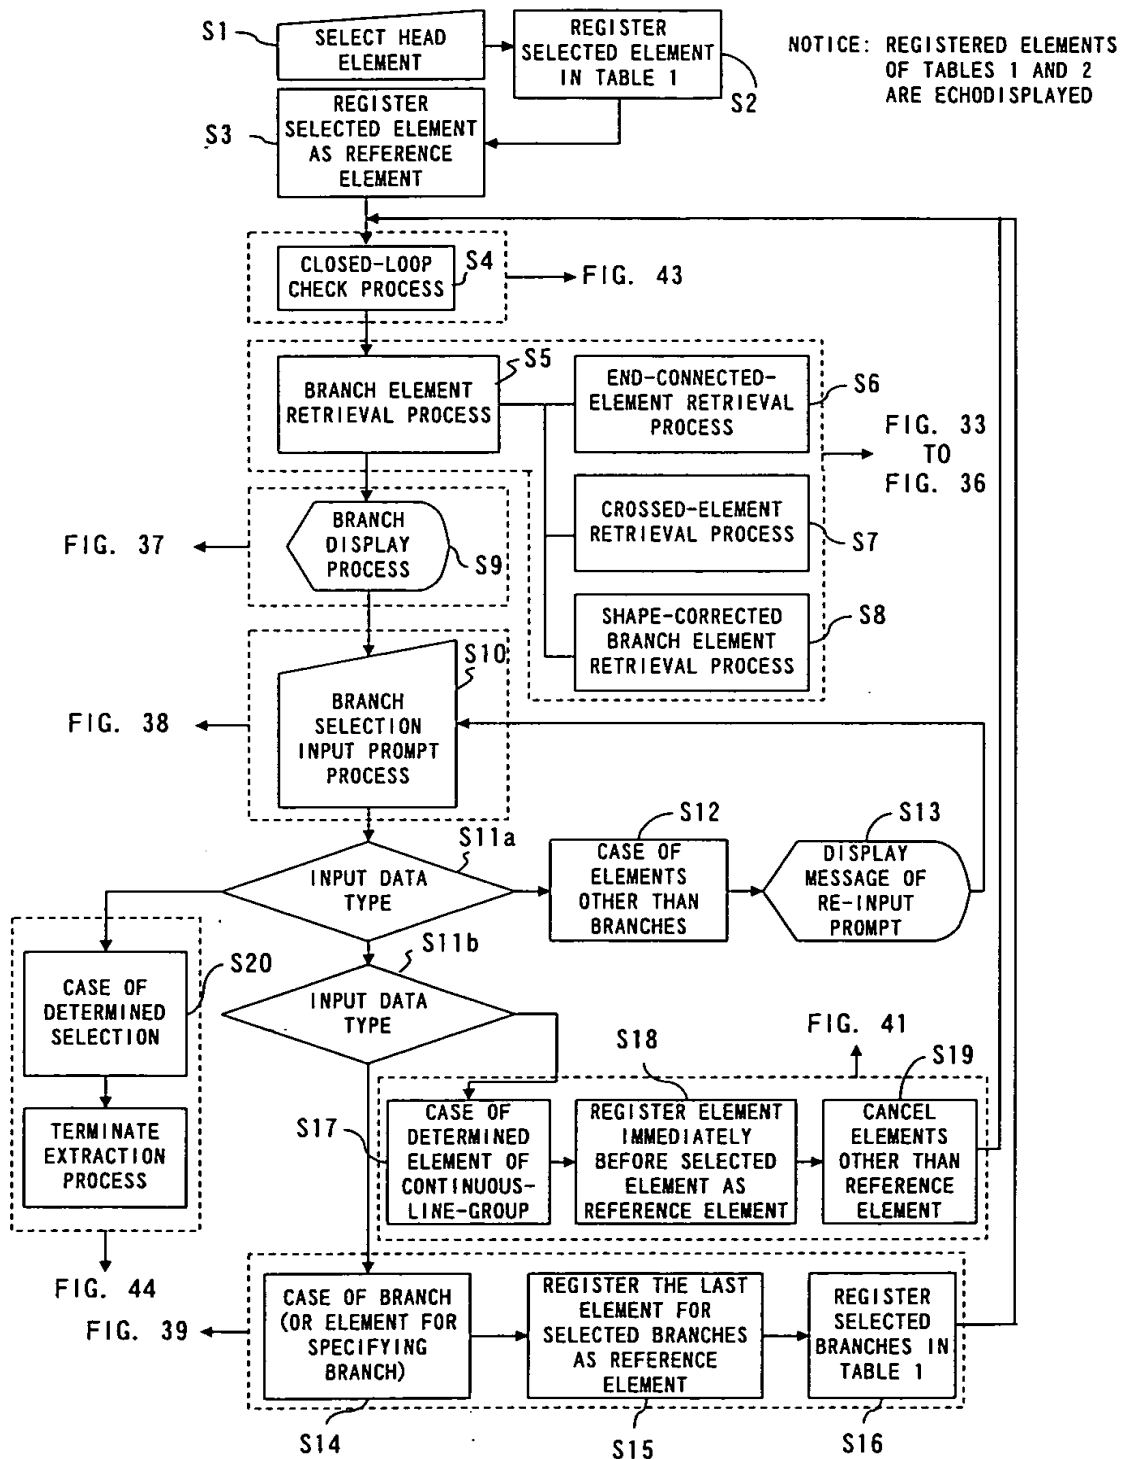 S1
SELECT HEAD
ELEMENT
REGISTER
SELECTED ELEMENT
IN TABLE 1
S2
NOTICE: REGISTERED ELEMENTS
OF TABLES 1 AND 2
ARE ECHODISPLAYED
S3
REGISTER
SELECTED ELEMENT
AS REFERENCE
ELEMENT
CLOSED-LOOP
CHECK PROCESS
S4
FIG. 43
BRANCH ELEMENT
RETRIEVAL PROCESS
S5
END-CONNECTED-
ELEMENT RETRIEVAL
PROCESS
S6
FIG. 33
TO
FIG. 36
CROSSED-ELEMENT
RETRIEVAL PROCESS
S7
SHAPE-CORRECTED
BRANCH ELEMENT
RETRIEVAL PROCESS
S8
FIG. 37
BRANCH
DISPLAY
PROCESS
S9
FIG. 38
BRANCH
SELECTION
INPUT PROMPT
PROCESS
S10
INPUT DATA
TYPE
S11a
CASE OF
ELEMENTS
OTHER THAN
BRANCHES
S12
DISPLAY
MESSAGE OF
RE-INPUT
PROMPT
S13
INPUT DATA
TYPE
S11b
CASE OF
DETERMINED
SELECTION
S20
TERMINATE
EXTRACTION
PROCESS
FIG. 44
FIG. 41
S17
CASE OF
DETERMINED
ELEMENT OF
CONTINUOUS-
LINE-GROUP
S18
REGISTER ELEMENT
IMMEDIATELY
BEFORE SELECTED
ELEMENT AS
REFERENCE ELEMENT
S19
CANCEL
ELEMENTS
OTHER THAN
REFERENCE
ELEMENT
FIG. 39
CASE OF BRANCH
(OR ELEMENT FOR
SPECIFYING
BRANCH)
S14
REGISTER THE LAST
ELEMENT FOR
SELECTED BRANCHES
AS REFERENCE
ELEMENT
S15
REGISTER
SELECTED
BRANCHES IN
TABLE 1
S16